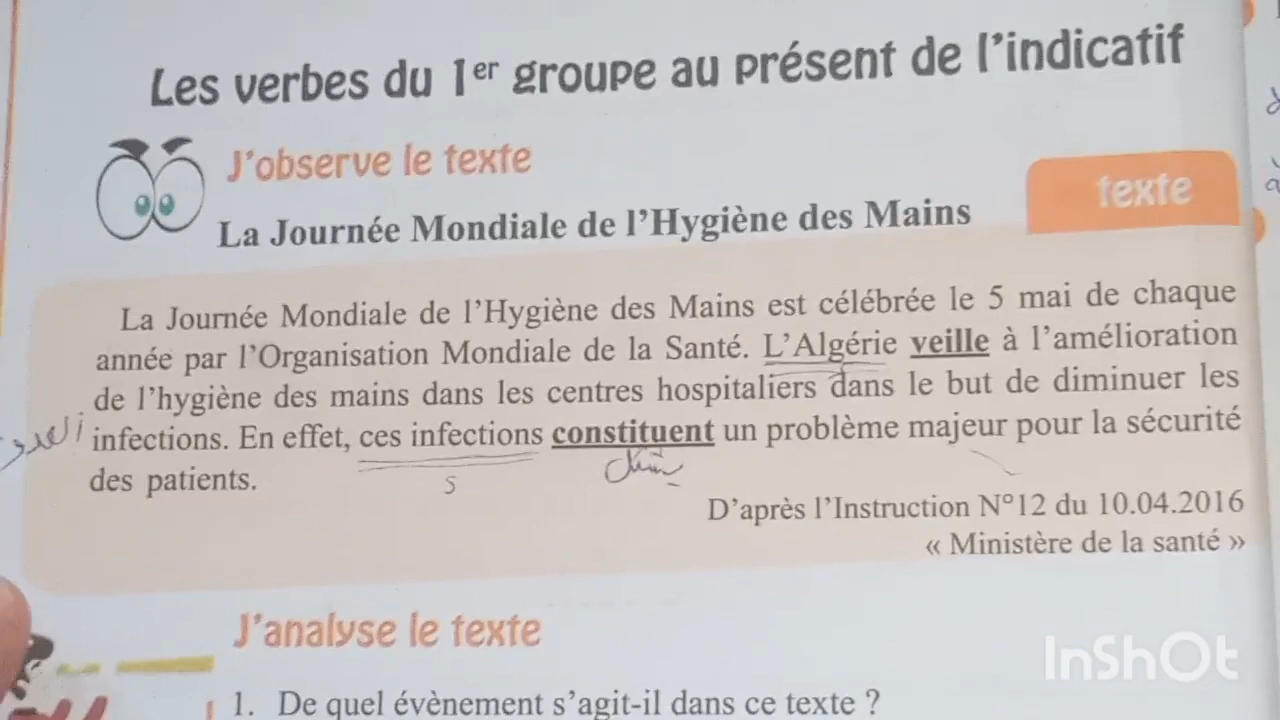 Les verbes du 1er groupe au présent de l'indicatif
J'observe le texte
texte
La Journée Mondiale de l'Hygiène des Mains
La Journée Mondiale de l'Hygiène des Mains est célébrée le 5 mai de chaque
année par l'Organisation Mondiale de la Santé. L'Algérie veille à l'amélioration
de l'hygiène des mains dans les centres hospitaliers dans le but de diminuer les
infections. En effet, ces infections constituent un problème majeur pour la sécurité
des patients.
S
D'après l'Instruction N°12 du 10.04.2016
« Ministère de la santé »
J'analyse le texte
1. De quel évènement s'agit-il dans ce texte ?
InShOt